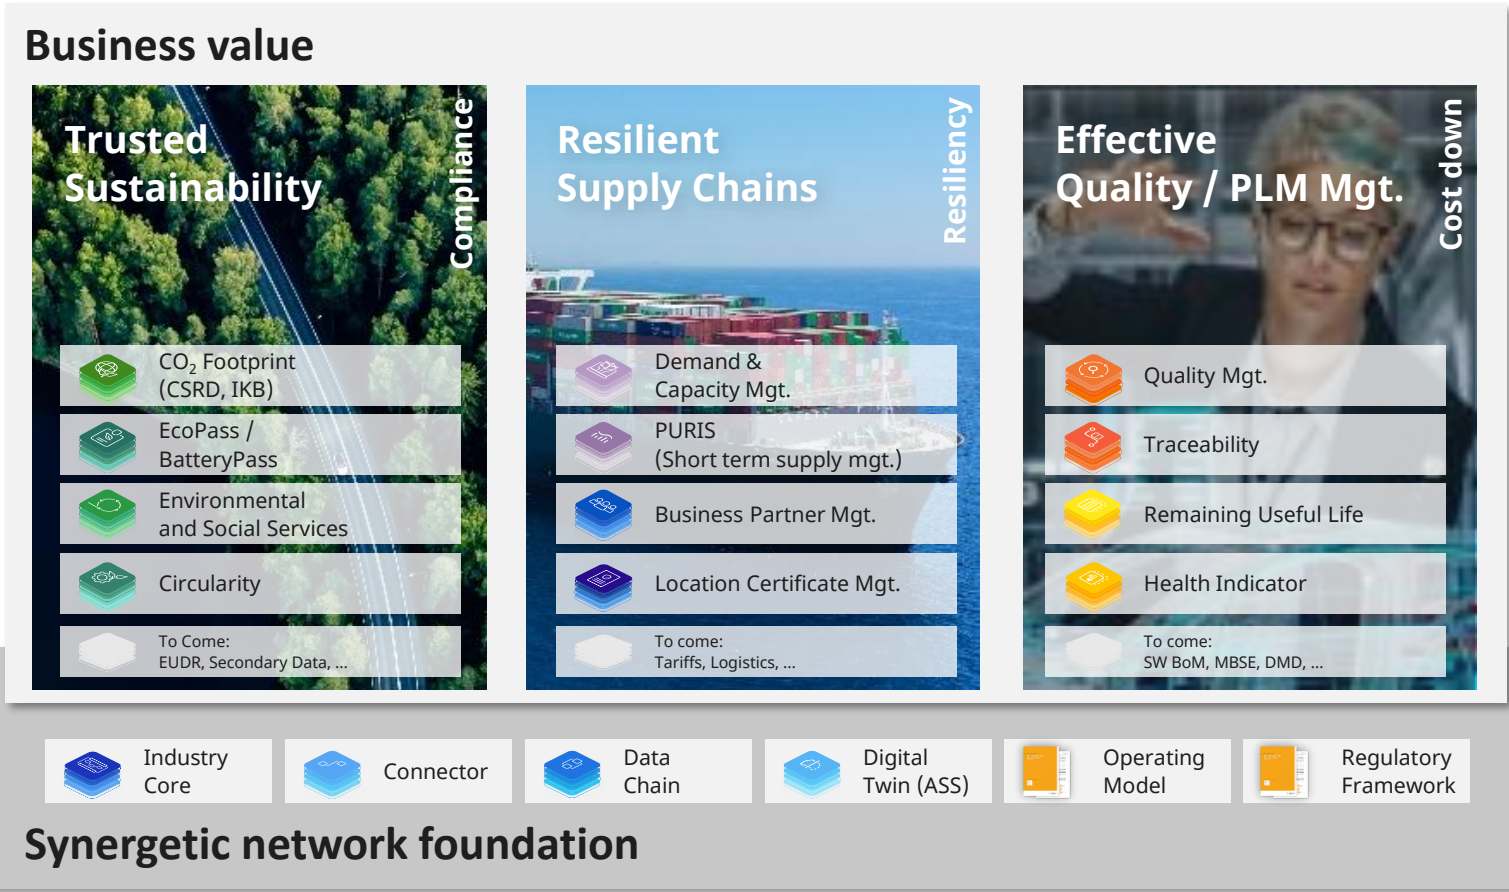 Business value
Trusted
Sustainability
Compliance
CO₂ Footprint
(CSRD, IKB)
EcoPass /
BatteryPass
Environmental
and Social Services
Circularity
To Come:
EUDR, Secondary Data, ...
Resilient
Supply Chains
Resiliency
Demand &
Capacity Mgt.
PURIS
(Short term supply mgt.)
Business Partner Mgt.
Location Certificate Mgt.
To come:
Tariffs, Logistics, ...
Effective
Quality / PLM Mgt.
Cost down
Quality Mgt.
Traceability
Remaining Useful Life
Health Indicator
To come:
SW BoM, MBSE, DMD, ...
Industry
Core
Connector
Data
Chain
Digital
Twin (ASS)
Operating
Model
Regulatory
Framework
Synergetic network foundation